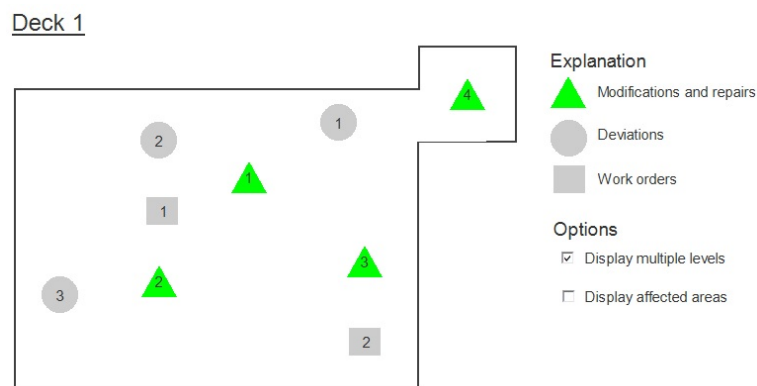 Deck 1
4
1
2
1
1
3
2
3
2
Explanation
Modifications and repairs
Deviations
Work orders
Options
Display multiple levels
Display affected areas